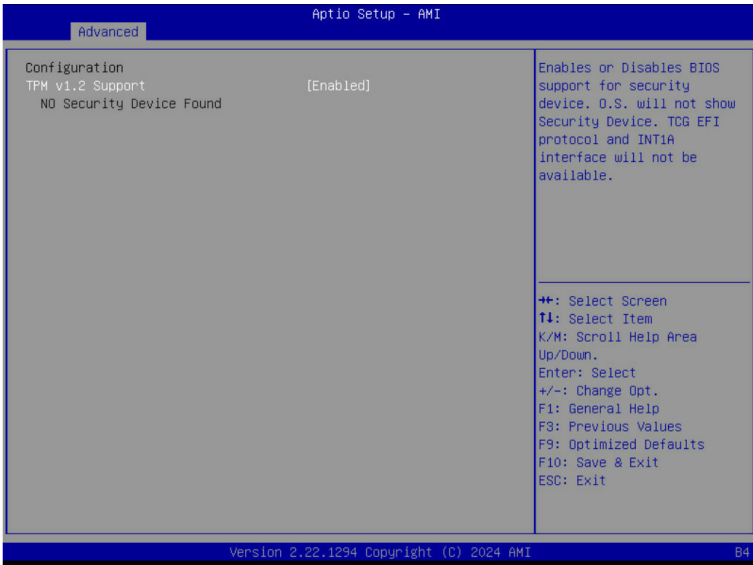 Aptio Setup – AMI
Advanced
Configuration
TPM v1.2 Support [Enabled]
NO Security Device Found
Enables or Disables BIOS
support for security
device. O.S. will not show
Security Device. TCG EFI
protocol and INT1A
interface will not be
available.
→←: Select Screen
↑↓: Select Item
K/M: Scroll Help Area
Up/Down.
Enter: Select
+/-: Change Opt.
F1: General Help
F3: Previous Values
F9: Optimized Defaults
F10: Save & Exit
ESC: Exit
Version 2.22.1294 Copyright (C) 2024 AMI
B4